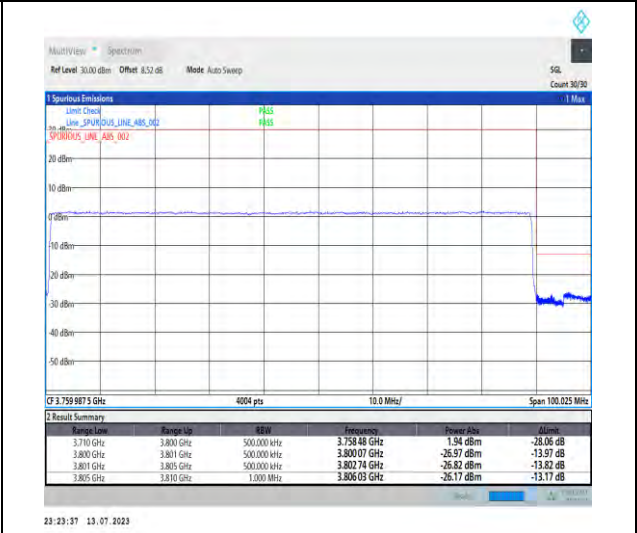 MultiView Spectrum
Ref Level 30.00 dBm Offset 8.52 dB Mode Auto Sweep SGL
Count 30/30
1 Spurious Emissions 1 Max
Limit Check PASS
Line _SPURIOUS_LINE_ABS_002 PASS
_SPURIOUS_LINE_ABS_002
20 dBm
10 dBm
0 dBm
-10 dBm
-20 dBm
-30 dBm
-40 dBm
-50 dBm
CF 3.759 987 5 GHz 4004 pts 10.0 MHz/ Span 100.025 MHz
2 Result Summary
Range Low Range Up RBW Frequency Power Abs ΔLimit
3.710 GHz 3.800 GHz 500.000 kHz 3.758 48 GHz 1.94 dBm -28.06 dB
3.800 GHz 3.801 GHz 500.000 kHz 3.800 07 GHz -26.97 dBm -13.97 dB
3.801 GHz 3.805 GHz 500.000 kHz 3.802 74 GHz -26.82 dBm -13.82 dB
3.805 GHz 3.810 GHz 1.000 MHz 3.806 03 GHz -26.17 dBm -13.17 dB
23:23:37 13.07.2023